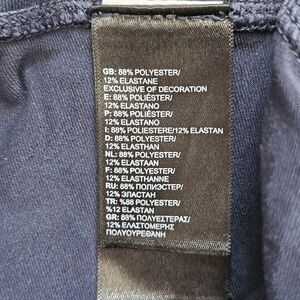 GB: 88% POLYESTER/
12% ELASTANE
EXCLUSIVE OF DECORATION
E: 88% POLIÉSTER/
12% ELASTANO
P: 88% POLIÉSTER/
12% ELASTANO
I: 88% POLIESTERE/12% ELASTAN
D: 88% POLYESTER/
12% ELASTHAN
NL: 88% POLYESTER/
12% ELASTAAN
F: 88% POLYESTER/
12% ELASTHANNE
RU: 88% ПОЛИЭСТЕР/
12% ЭЛАСТАН
TR: %88 POLYESTER/
%12 ELASTAN
GR: 88% ΠΟΛΥΕΣΤΕΡΑΣ/
12% ΕΛΑΣΤΟΜΕΡΗΣ
ΠΟΛΥΟΥΡΕΘΑΝΗ